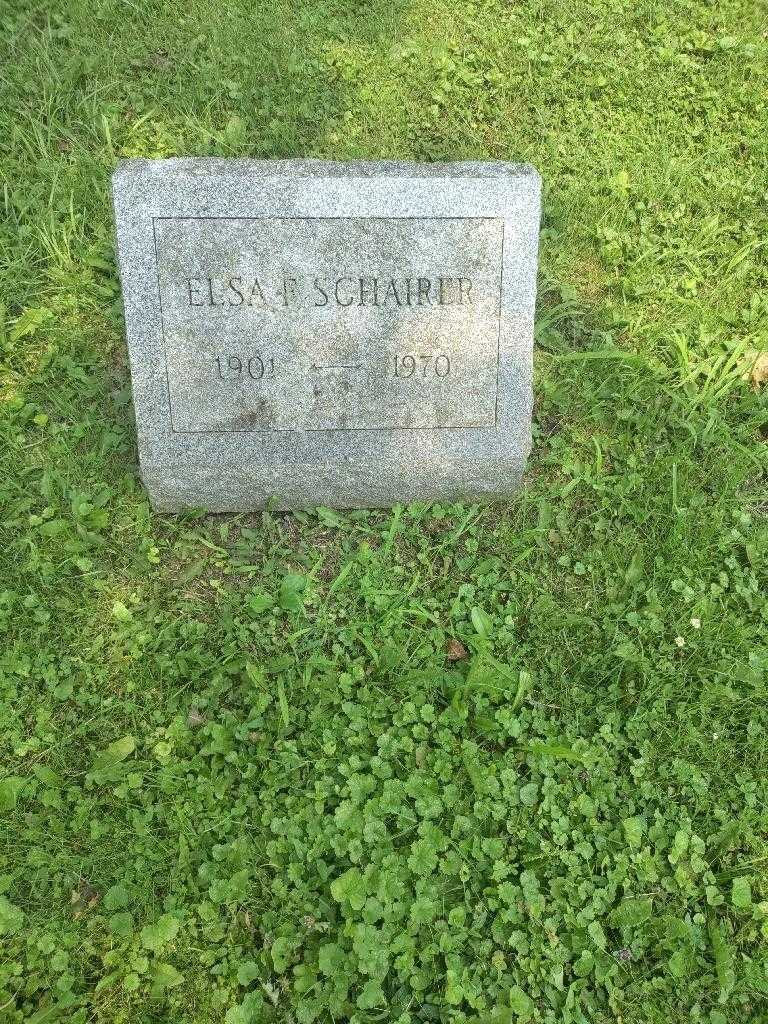 ELSA F SCHAIRER
1901 — 1970